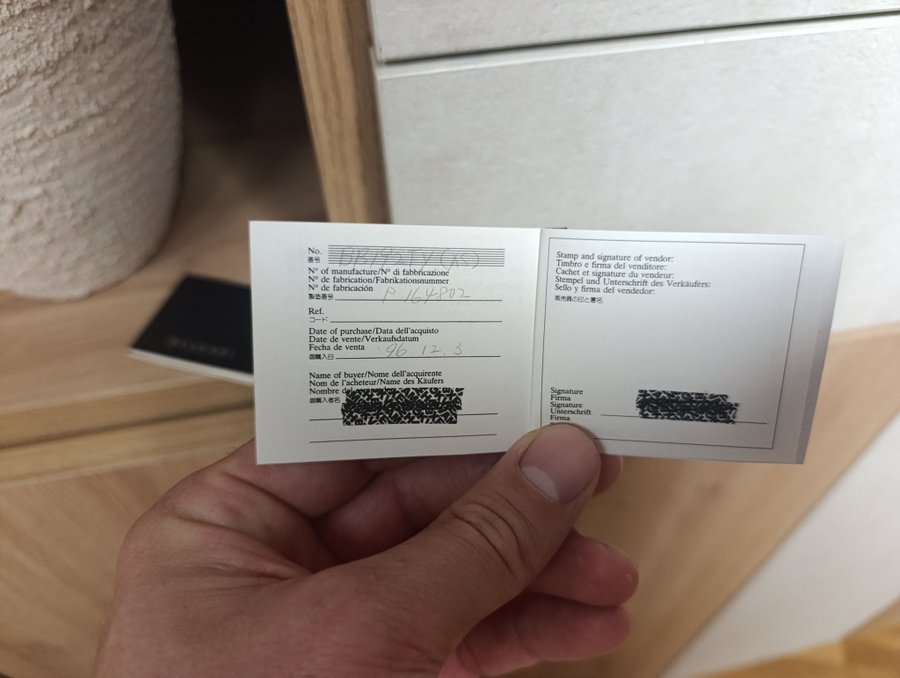 No.
番号
Nº of manufacture/Nº di fabbricazione
Nº de fabrication/Fabrikationsnummer
Nº de fabricación
製造番号 P 164802
Ref.
コード
Date of purchase/Data dell'acquisto
Date de vente/Verkaufsdatum
Fecha de venta
御購入日 '96. 12. 3
Name of buyer/Nome dell'acquirente
Nom de l'acheteur/Name des Käufers
Nombre del
御購入者名
Stamp and signature of vendor:
Timbro e firma del venditore:
Cachet et signature du vendeur:
Stempel und Unterschrift des Verkäufers:
Sello y firma del vendedor:
販売員の印と署名
Signature
Firma
Signature
Unterschrift
Firma